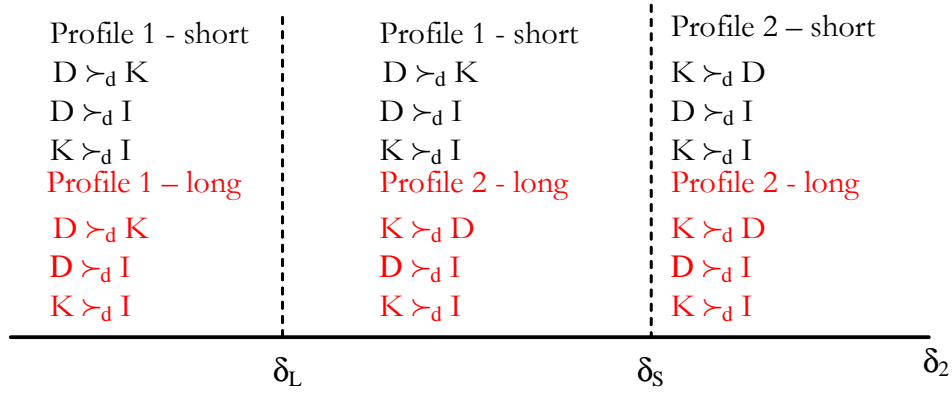 Profile 1 - short
D ≻d K
D ≻d I
K ≻d I
Profile 1 – long
D ≻d K
D ≻d I
K ≻d I
Profile 1 - short
D ≻d K
D ≻d I
K ≻d I
Profile 2 - long
K ≻d D
D ≻d I
K ≻d I
Profile 2 – short
K ≻d D
D ≻d I
K ≻d I
Profile 2 - long
K ≻d D
D ≻d I
K ≻d I
δL
δS
δ2